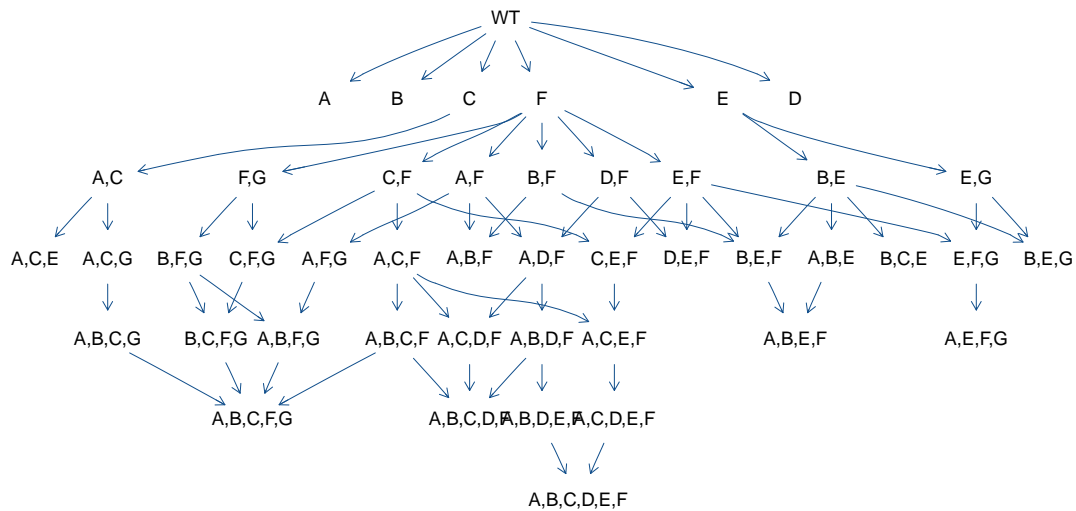 WT
A B C F E D
A,C F,G C,F A,F B,F D,F E,F B,E E,G
A,C,E A,C,G B,F,G C,F,G A,F,G A,C,F A,B,F A,D,F C,E,F D,E,F B,E,F A,B,E B,C,E E,F,G B,E,G
A,B,C,G B,C,F,G A,B,F,G A,B,C,F A,C,D,F A,B,D,F A,C,E,F A,B,E,F A,E,F,G
A,B,C,F,G A,B,C,D,F A,B,D,E,F A,C,D,E,F
A,B,C,D,E,F